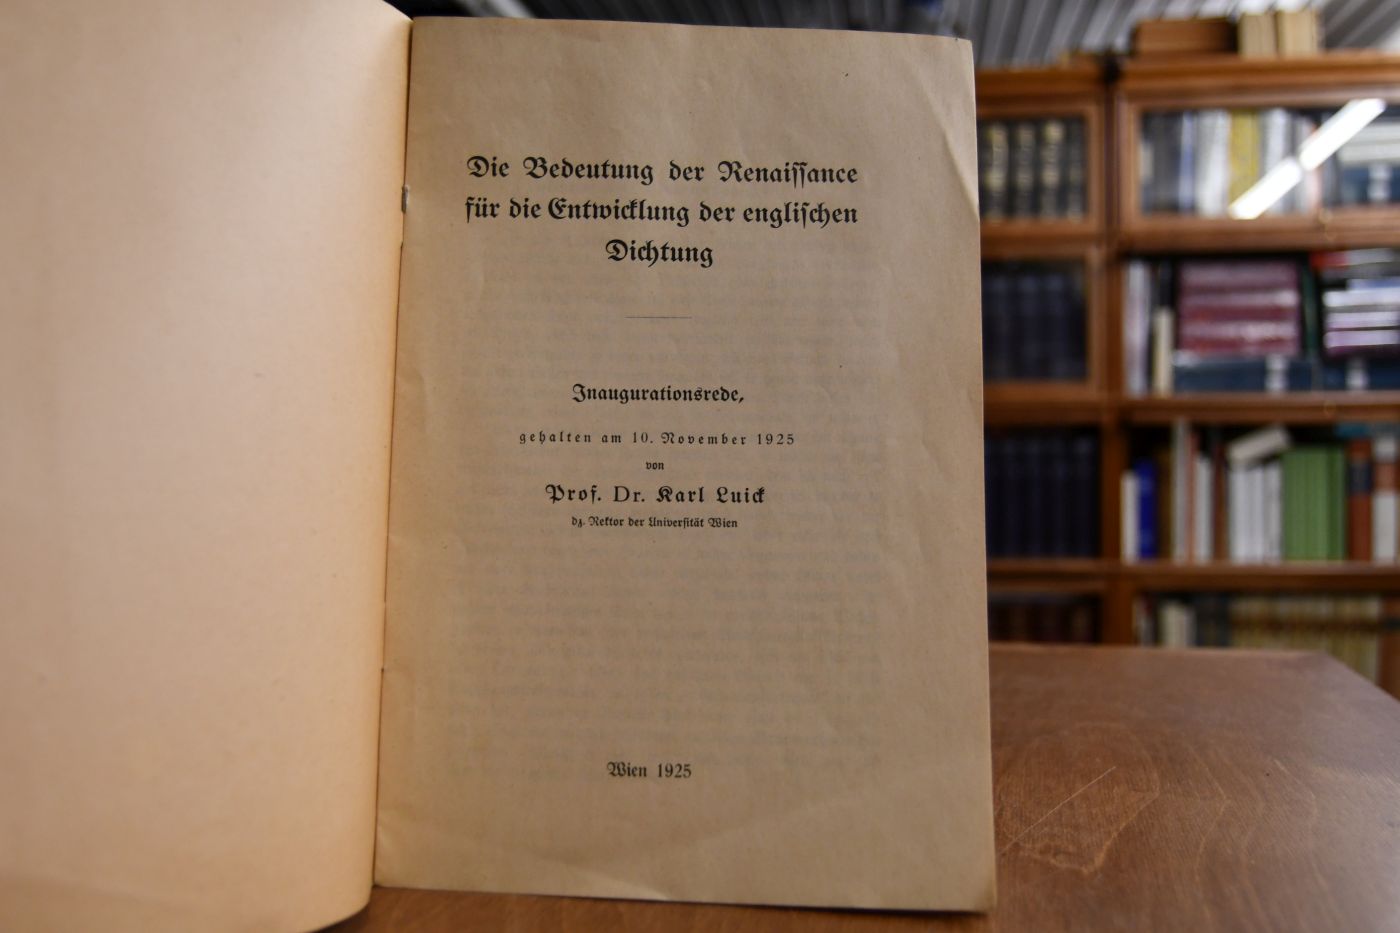 Die Bedeutung der Renaissance
für die Entwicklung der englischen
Dichtung
Inaugurationsrede,
gehalten am 10. November 1925
von
Prof. Dr. Karl Luick
dz. Rektor der Universität Wien
Wien 1925